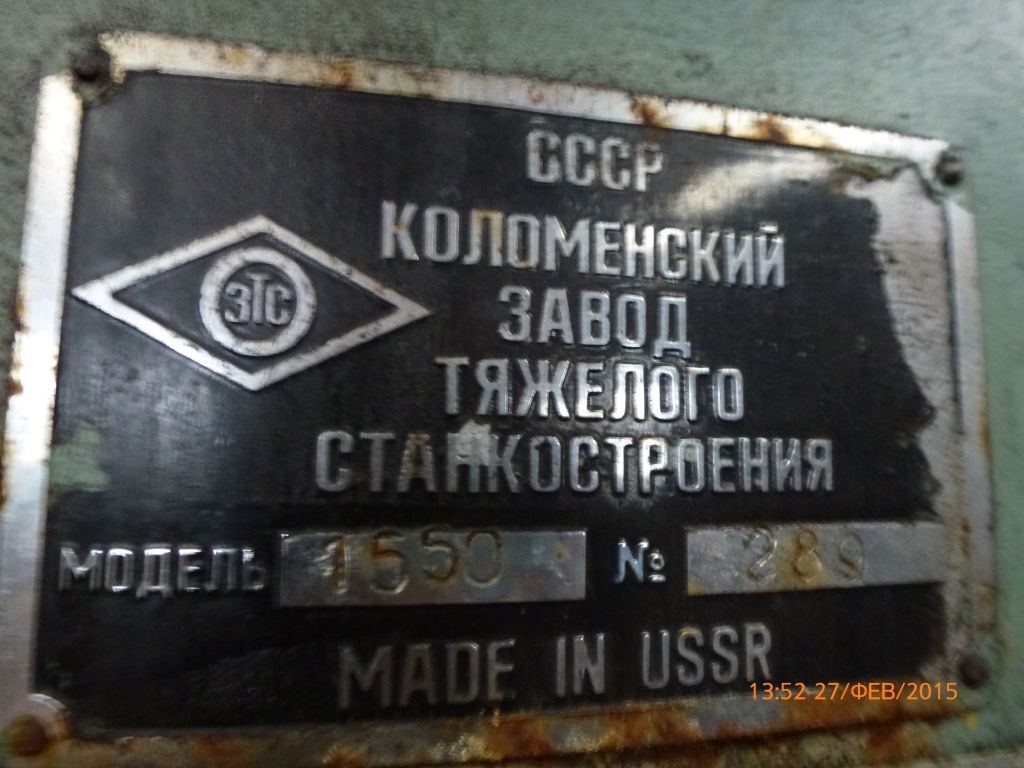 СССР
КОЛОМЕНСКИЙ
ЗАВОД
ТЯЖЕЛОГО
СТАНКОСТРОЕНИЯ
ЗТС
МОДЕЛЬ 1550 № 289
MADE IN USSR
13:52 27/ФЕВ/2015